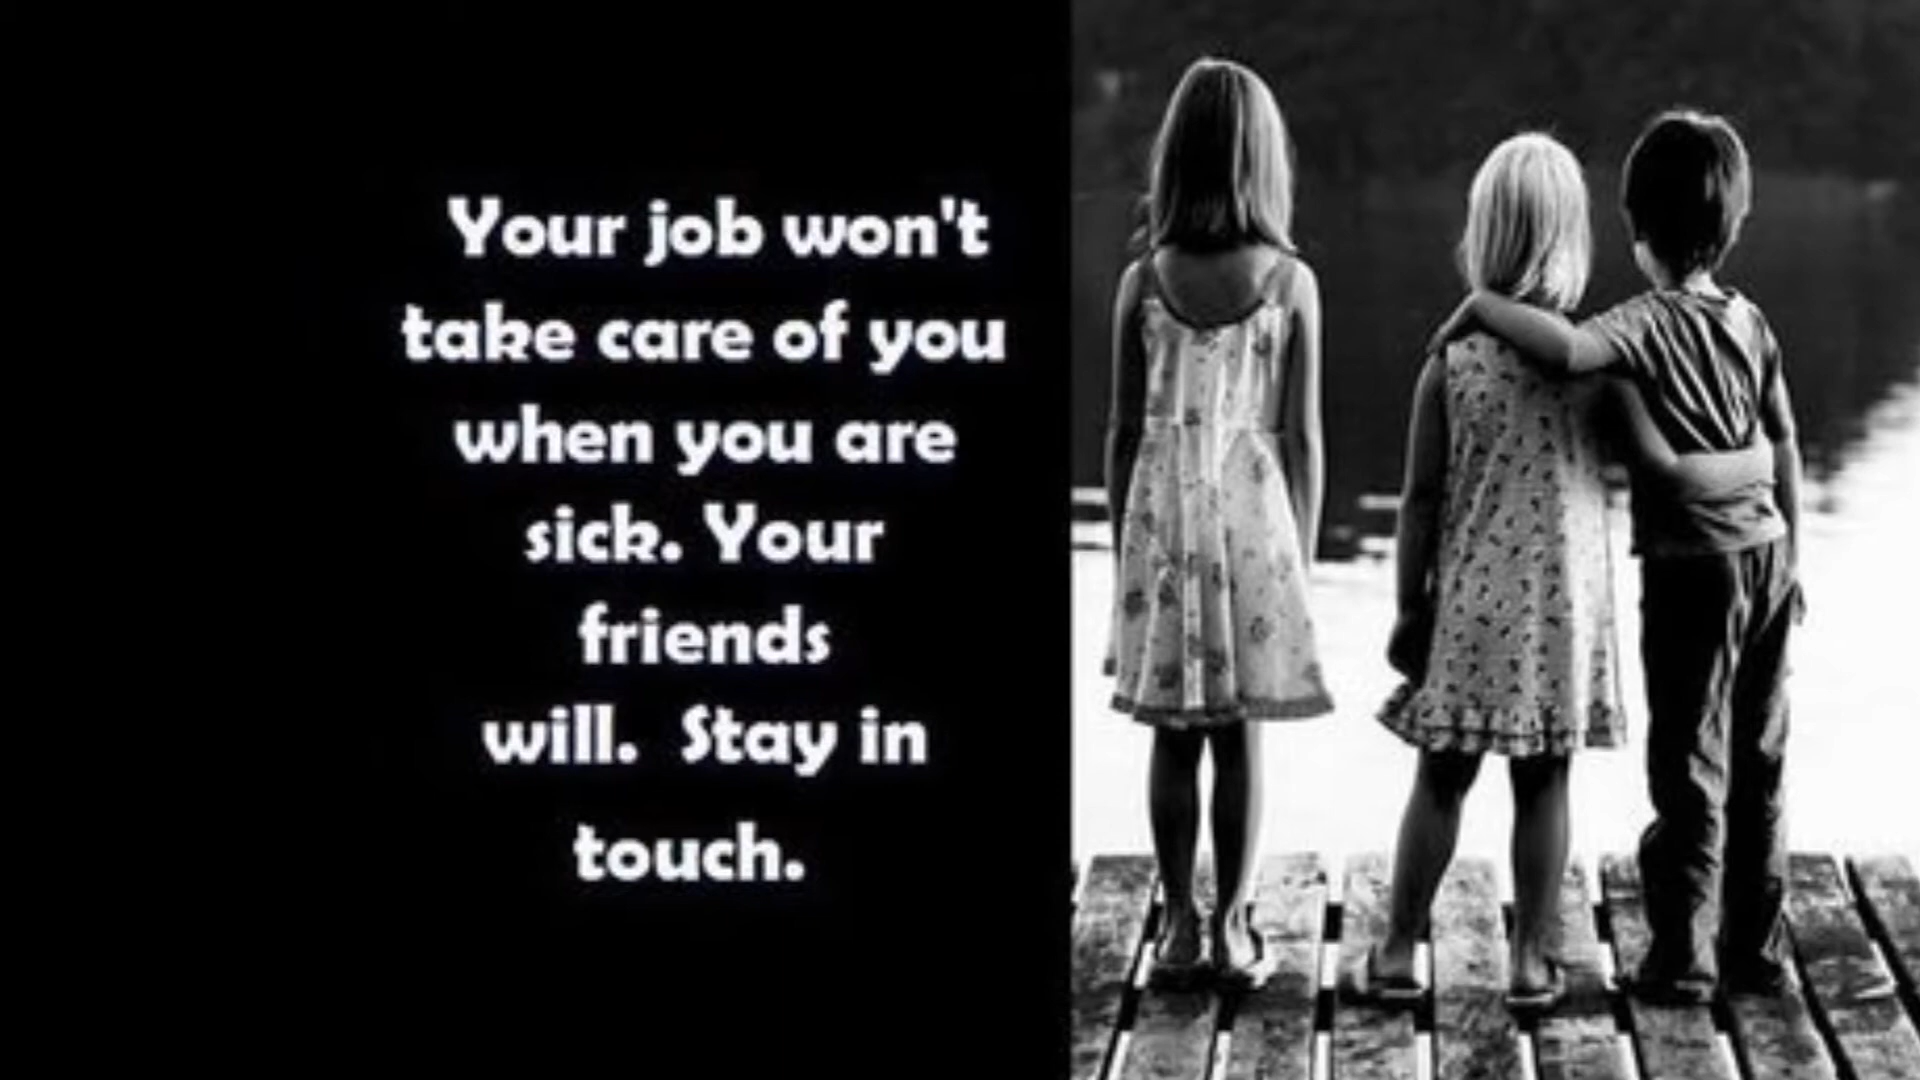 Your job won't
take care of you
when you are
sick. Your
friends
will. Stay in
touch.